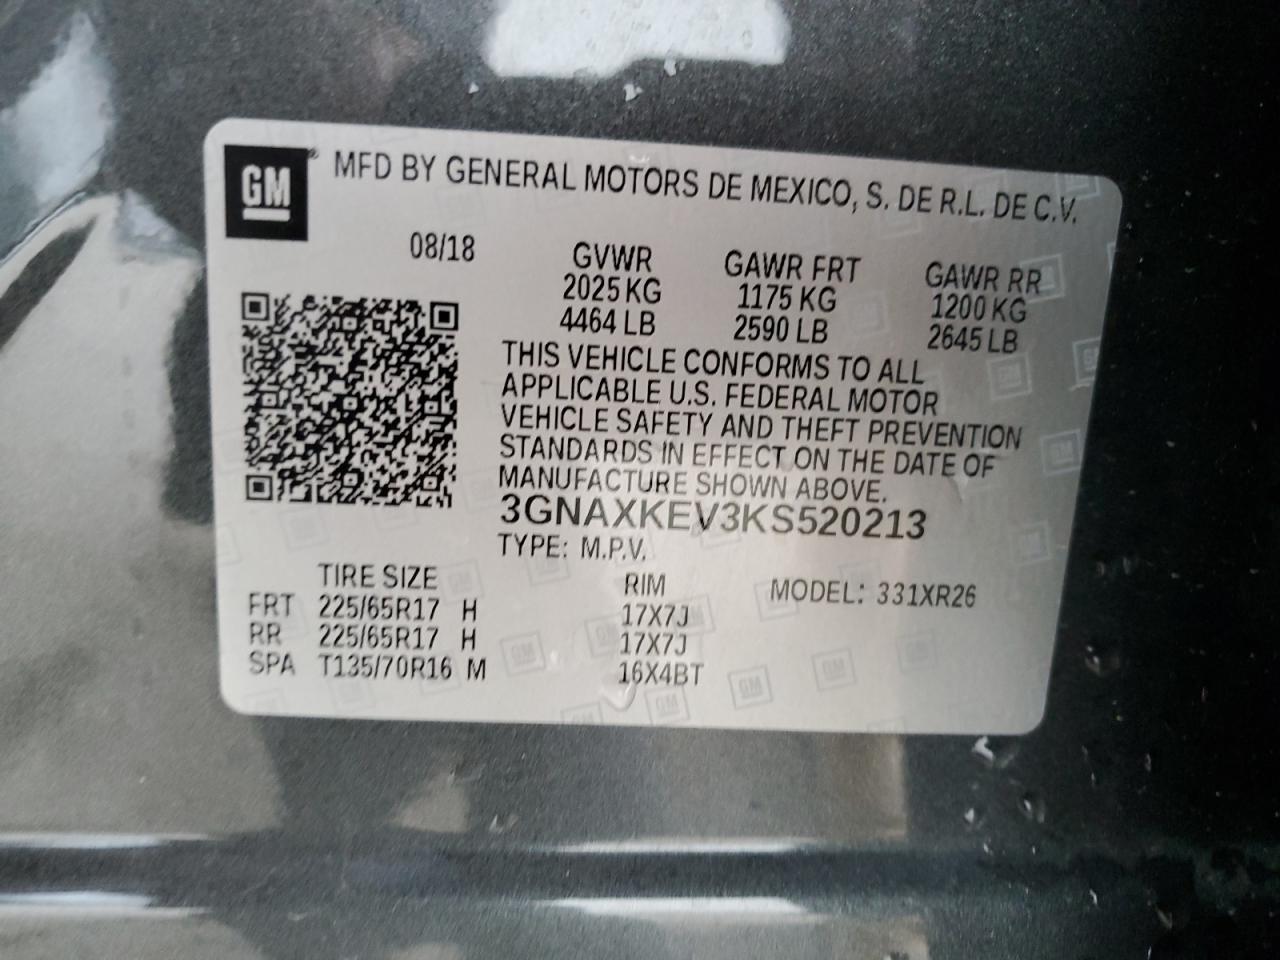 GM® MFD BY GENERAL MOTORS DE MEXICO, S. DE R.L. DE C.V.
08/18 GVWR GAWR FRT GAWR RR
2025 KG 1175 KG 1200 KG
4464 LB 2590 LB 2645 LB
THIS VEHICLE CONFORMS TO ALL
APPLICABLE U.S. FEDERAL MOTOR
VEHICLE SAFETY AND THEFT PREVENTION
STANDARDS IN EFFECT ON THE DATE OF
MANUFACTURE SHOWN ABOVE.
3GNAXKEV3KS520213
TYPE: M.P.V.
TIRE SIZE RIM MODEL: 331XR26
FRT 225/65R17 H 17X7J
RR 225/65R17 H 17X7J
SPA T135/70R16 M 16X4BT